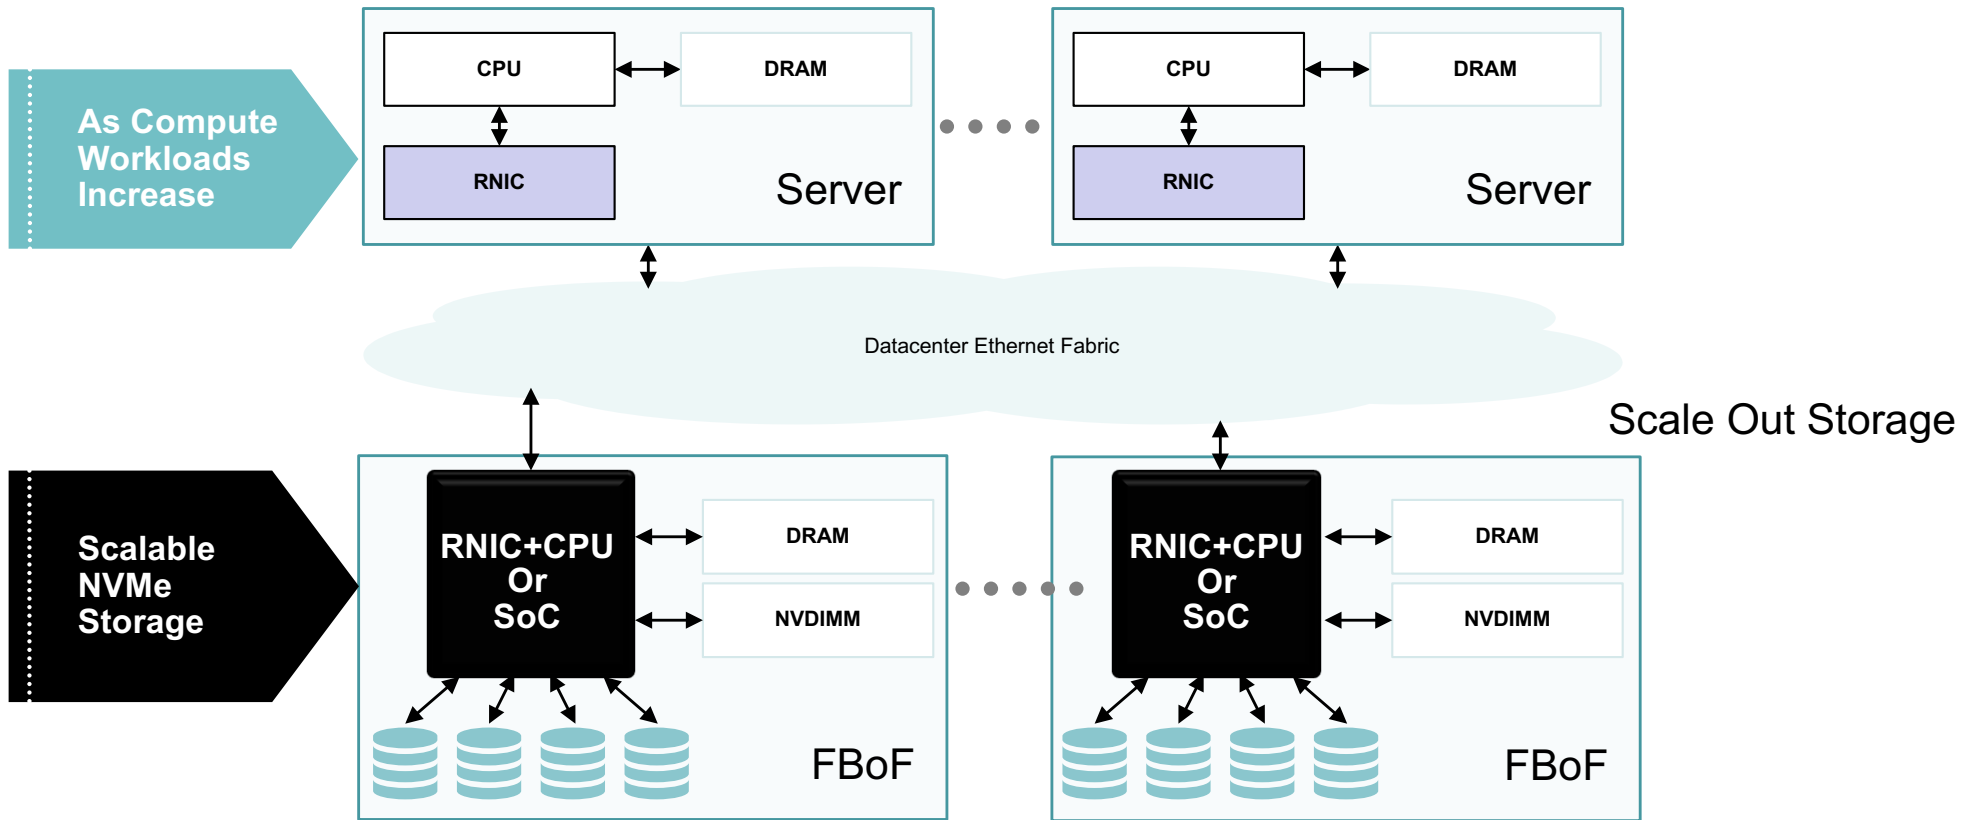 As Compute
Workloads
Increase
CPU
DRAM
RNIC
Server
CPU
DRAM
RNIC
Server
Datacenter Ethernet Fabric
Scale Out Storage
Scalable
NVMe
Storage
RNIC+CPU
Or
SoC
DRAM
NVDIMM
FBoF
RNIC+CPU
Or
SoC
DRAM
NVDIMM
FBoF